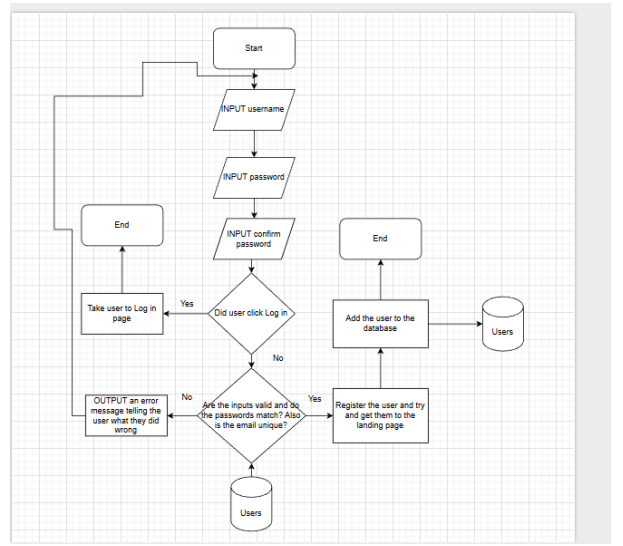 Start
INPUT username
INPUT password
INPUT confirm
password
End
End
Take user to Log in
page
Yes
Did user click Log in
Add the user to the
database
Users
No
OUTPUT an error
message telling the
user what they did
wrong
No
Are the inputs valid and do
the passwords match? Also
is the email unique?
Yes
Register the user and try
and get them to the
landing page
Users